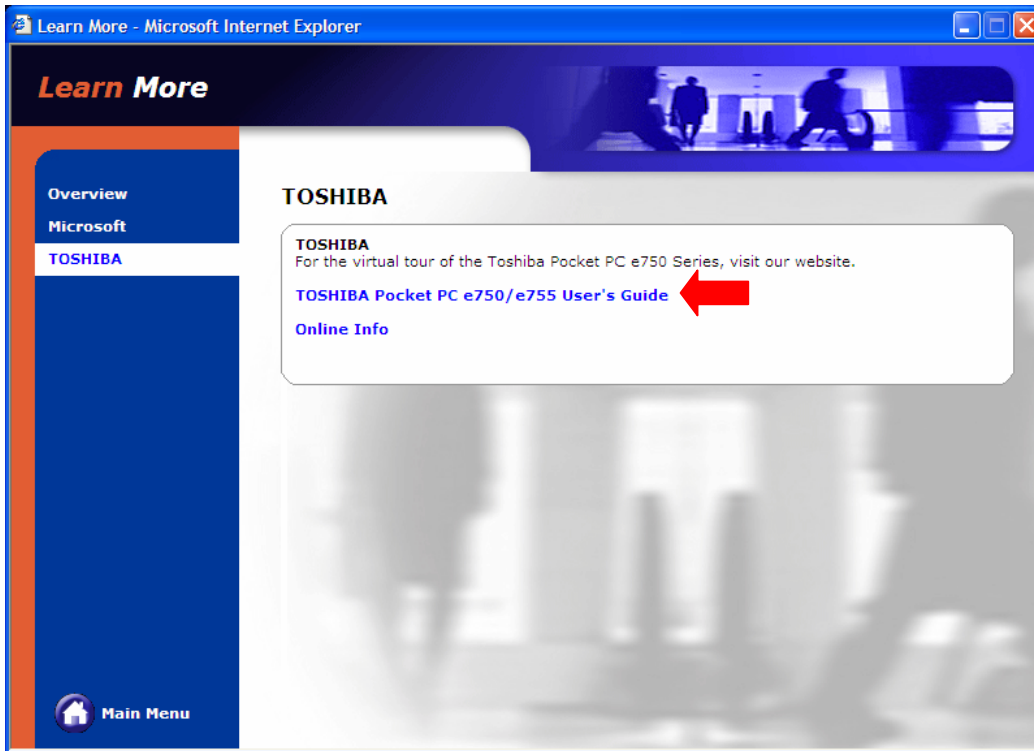 Learn More - Microsoft Internet Explorer
Learn More
Overview
Microsoft
TOSHIBA
Main Menu
TOSHIBA
TOSHIBA
For the virtual tour of the Toshiba Pocket PC e750 Series, visit our website.
TOSHIBA Pocket PC e750/e755 User's Guide
Online Info